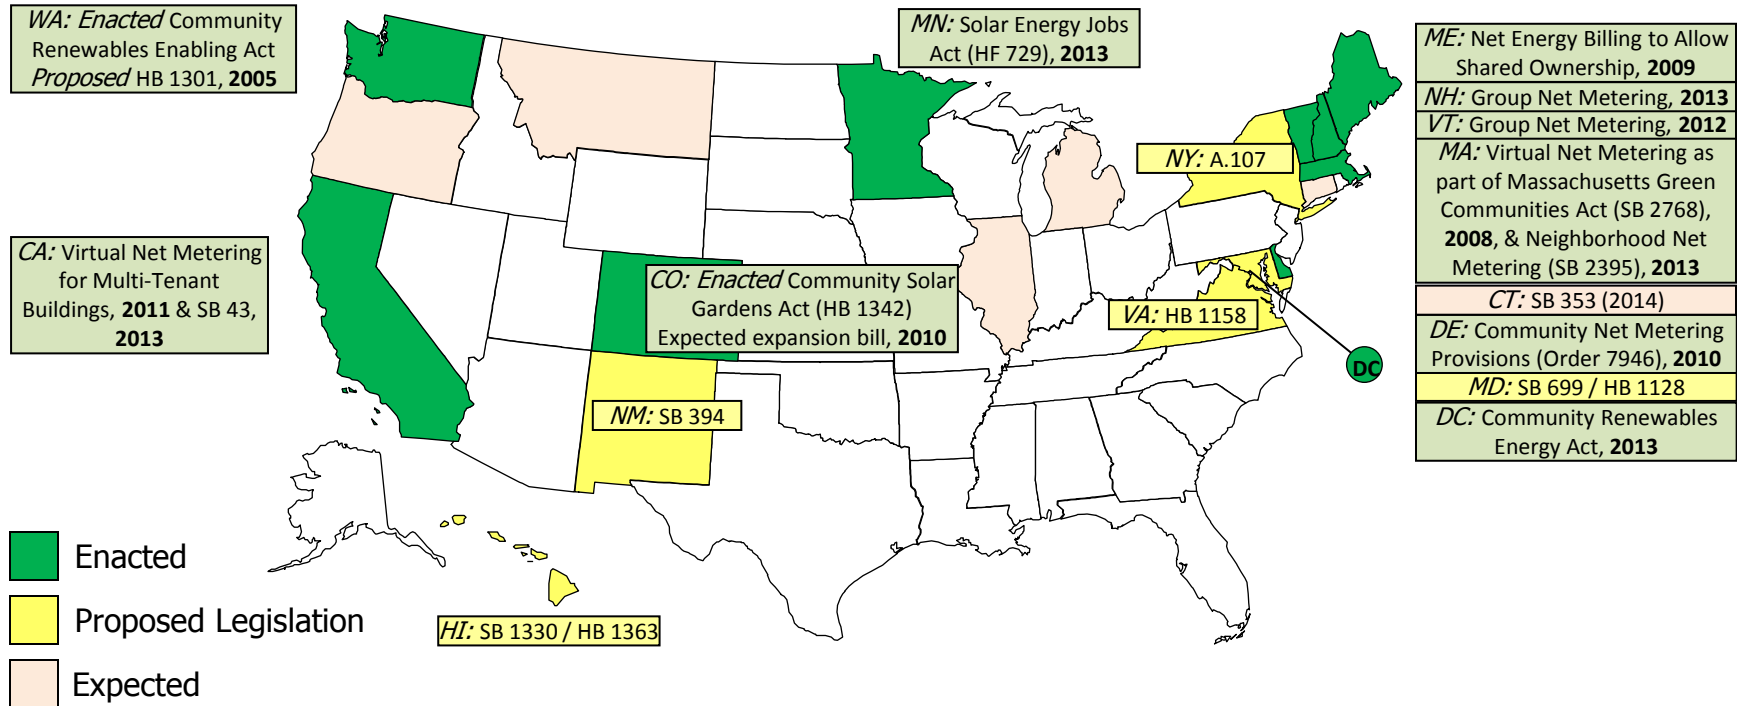 WA: Enacted Community
Renewables Enabling Act
Proposed HB 1301, 2005
MN: Solar Energy Jobs
Act (HF 729), 2013
ME: Net Energy Billing to Allow
Shared Ownership, 2009
NH: Group Net Metering, 2013
VT: Group Net Metering, 2012
MA: Virtual Net Metering as
part of Massachusetts Green
Communities Act (SB 2768),
2008, & Neighborhood Net
Metering (SB 2395), 2013
CT: SB 353 (2014)
DE: Community Net Metering
Provisions (Order 7946), 2010
MD: SB 699 / HB 1128
DC: Community Renewables
Energy Act, 2013
NY: A.107
CA: Virtual Net Metering
for Multi-Tenant
Buildings, 2011 & SB 43,
2013
CO: Enacted Community Solar
Gardens Act (HB 1342)
Expected expansion bill, 2010
VA: HB 1158
DC
NM: SB 394
HI: SB 1330 / HB 1363
Enacted
Proposed Legislation
Expected